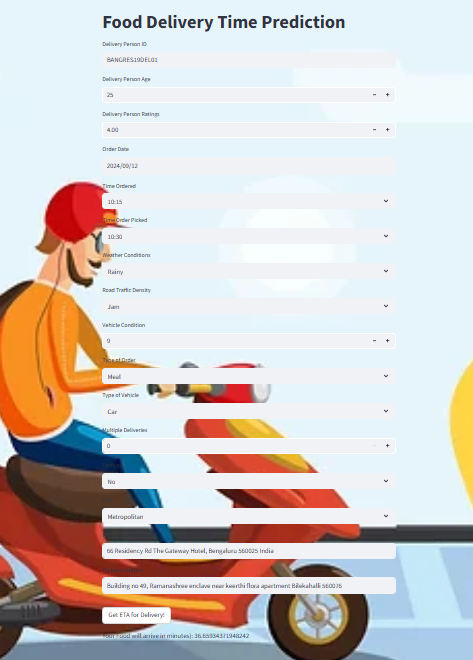 Food Delivery Time Prediction
Delivery Person ID
BANGRES19DEL01
Delivery Person Age
25
Delivery Person Ratings
4.00
Order Date
2024/09/12
Time Ordered
10:15
Time Order Picked
10:30
Weather Conditions
Rainy
Road Traffic Density
Jam
Vehicle Condition
9
Type of Order
Meal
Type of Vehicle
Car
Multiple Deliveries
0
No
Metropolitan
66 Residency Rd The Gateway Hotel, Bengaluru 560025 India
Building no 49, Ramanashree enclave near keerthi flora apartment Bilekahalli 560076
Get ETA for Delivery!
Your Food will arrive in minutes):